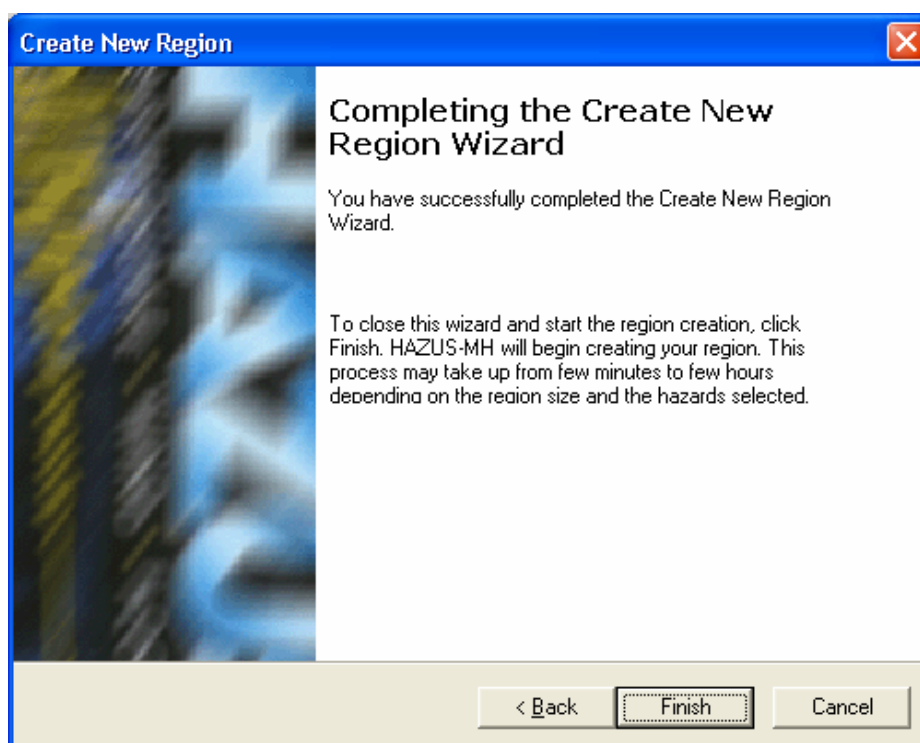 Create New Region
Completing the Create New
Region Wizard
You have successfully completed the Create New Region
Wizard.
To close this wizard and start the region creation, click
Finish. HAZUS-MH will begin creating your region. This
process may take up from few minutes to few hours
depending on the region size and the hazards selected.
< Back
Finish
Cancel